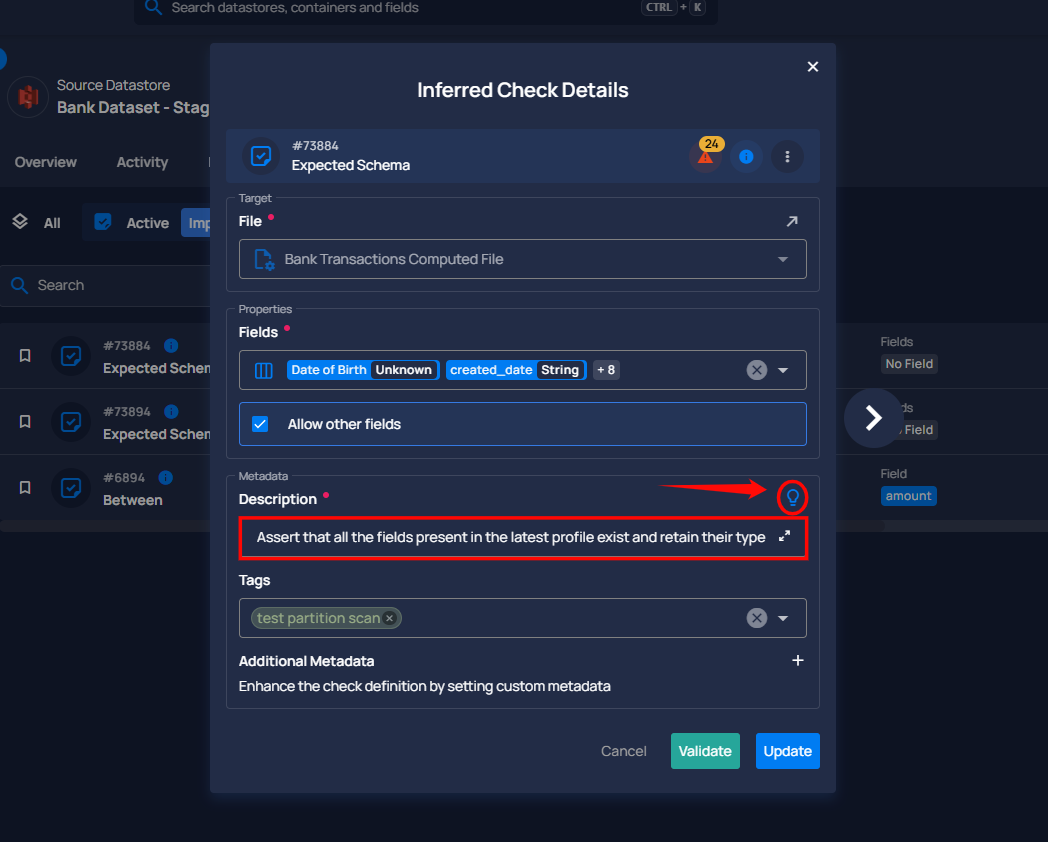 Search datastores, containers and fields CTRL + K
Source Datastore
Bank Dataset - Stag
Overview Activity
All Active Imp
Search
#73884
Expected Schem
#73894
Expected Schem
#6894
Between
Inferred Check Details
#73884
Expected Schema
24
Target
File
Bank Transactions Computed File
Properties
Fields
Date of Birth Unknown created_date String + 8
Allow other fields
Metadata
Description
Assert that all the fields present in the latest profile exist and retain their type
Tags
test partition scan
Additional Metadata
Enhance the check definition by setting custom metadata
Cancel Validate Update
Fields
No Field
ds
Field
Field
amount